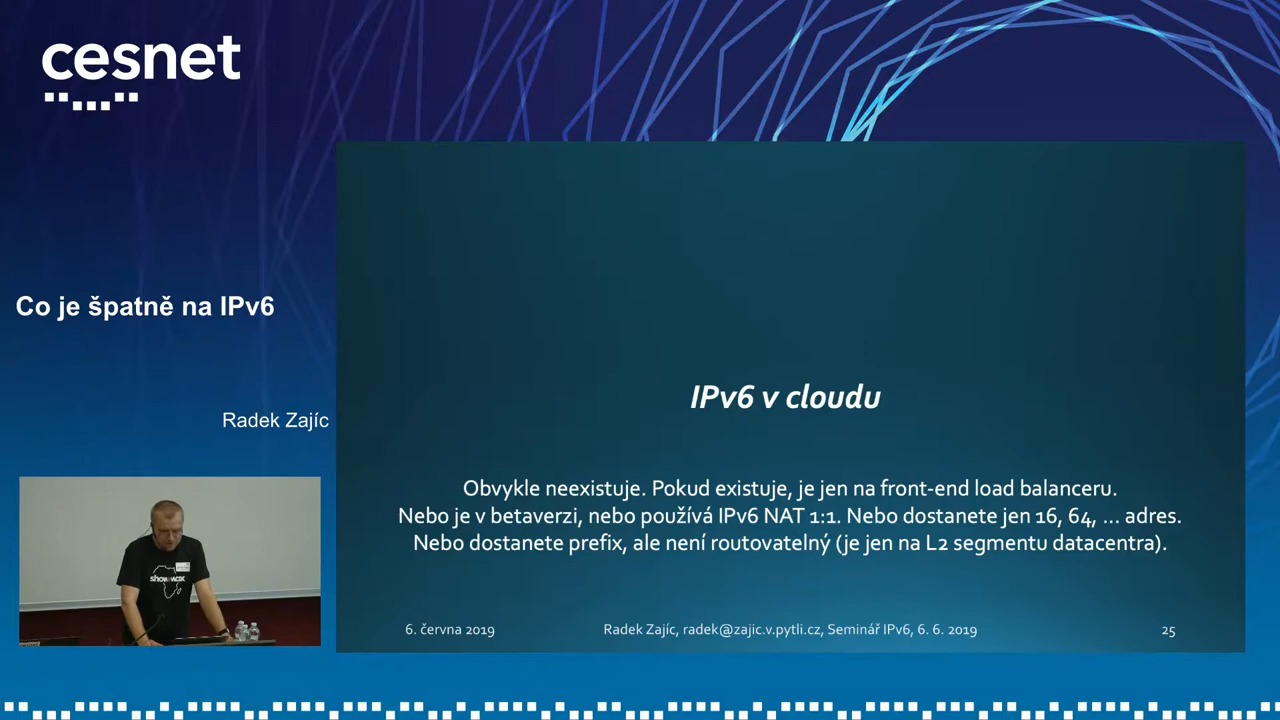 cesnet
Co je špatně na IPv6
Radek Zajíc
IPv6 v cloudu
Obvykle neexistuje. Pokud existuje, je jen na front-end load balanceru.
Nebo je v betaverzi, nebo používá IPv6 NAT 1:1. Nebo dostanete jen 16, 64, ... adres.
Nebo dostanete prefix, ale není routovatelný (je jen na L2 segmentu datacentra).
6. června 2019
Radek Zajíc, radek@zajic.v.pytli.cz, Seminář IPv6, 6. 6. 2019
25